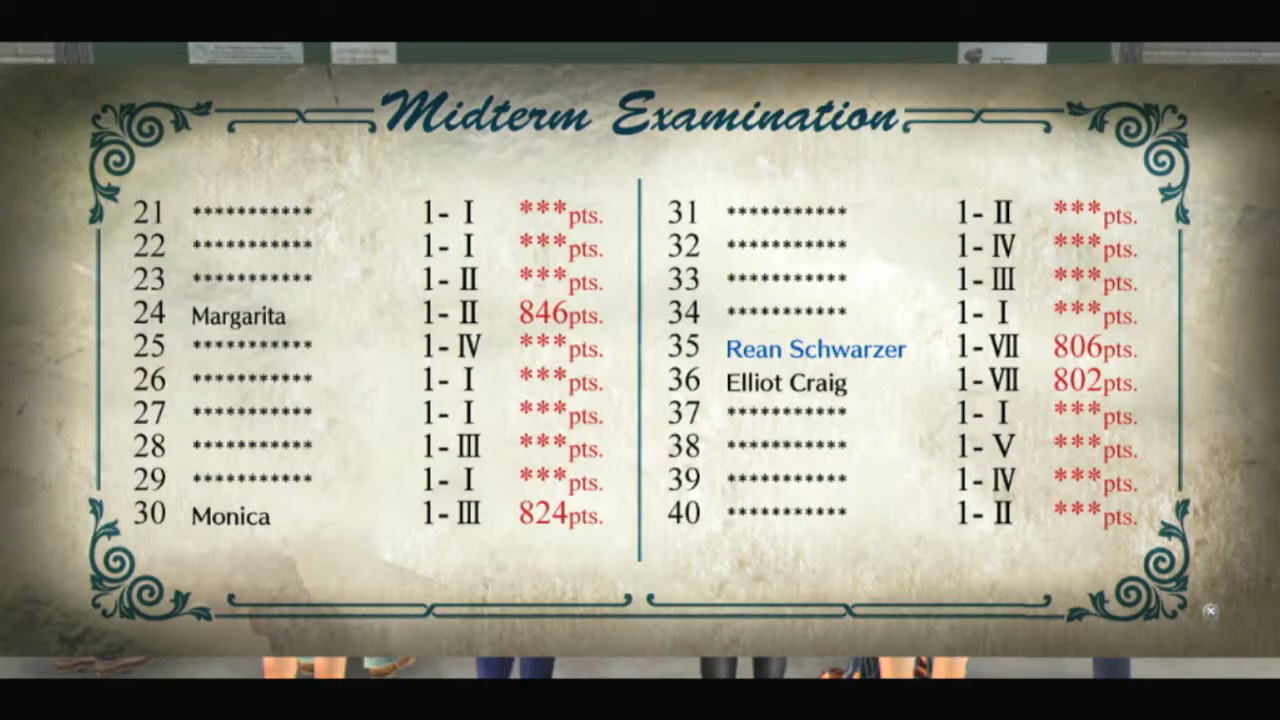 Midterm Examination
21 *********** 1- I ***pts.
22 *********** 1- I ***pts.
23 *********** 1- II ***pts.
24 Margarita 1- II 846pts.
25 *********** 1- IV ***pts.
26 *********** 1- I ***pts.
27 *********** 1- I ***pts.
28 *********** 1- III ***pts.
29 *********** 1- I ***pts.
30 Monica 1- III 824pts.
31 *********** 1- II ***pts.
32 *********** 1- IV ***pts.
33 *********** 1- III ***pts.
34 *********** 1- I ***pts.
35 Rean Schwarzer 1- VII 806pts.
36 Elliot Craig 1- VII 802pts.
37 *********** 1- I ***pts.
38 *********** 1- V ***pts.
39 *********** 1- IV ***pts.
40 *********** 1- II ***pts.